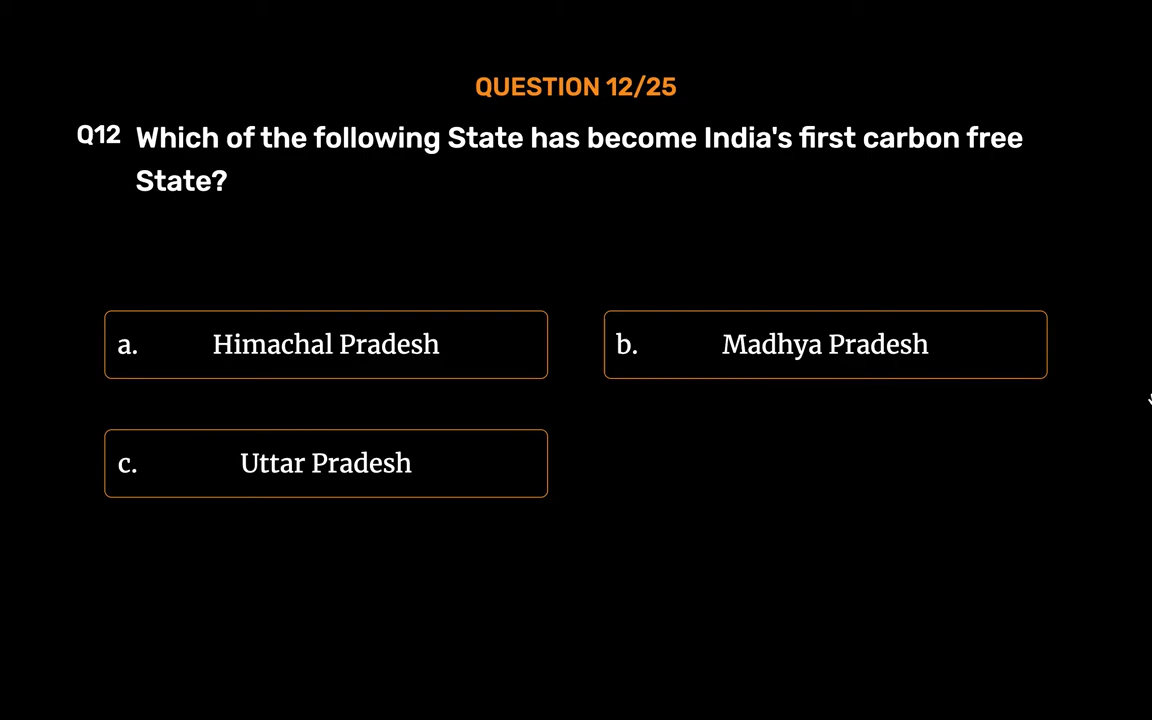 QUESTION 12/25
Q12 Which of the following State has become India's first carbon free
State?
a. Himachal Pradesh
b. Madhya Pradesh
c. Uttar Pradesh